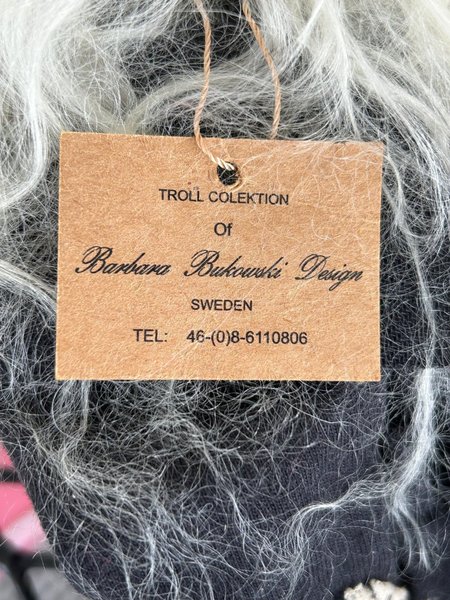 TROLL COLEKTION
Of
Barbara Bukowski Design
SWEDEN
TEL: 46-(0)8-6110806